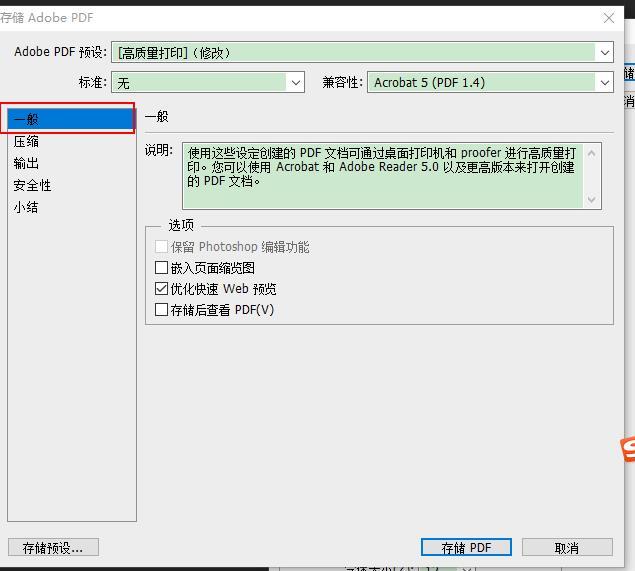 存储 Adobe PDF
Adobe PDF 预设: [高质量打印]（修改）
标准: 无 兼容性: Acrobat 5 (PDF 1.4)
一般
压缩
输出
安全性
小结
一般
说明: 使用这些设定创建的 PDF 文档可通过桌面打印机和 proofer 进行高质量打
印。您可以使用 Acrobat 和 Adobe Reader 5.0 以及更高版本来打开创建
的 PDF 文档。
选项
保留 Photoshop 编辑功能
嵌入页面缩览图
优化快速 Web 预览
存储后查看 PDF(V)
存储预设... 存储 PDF 取消